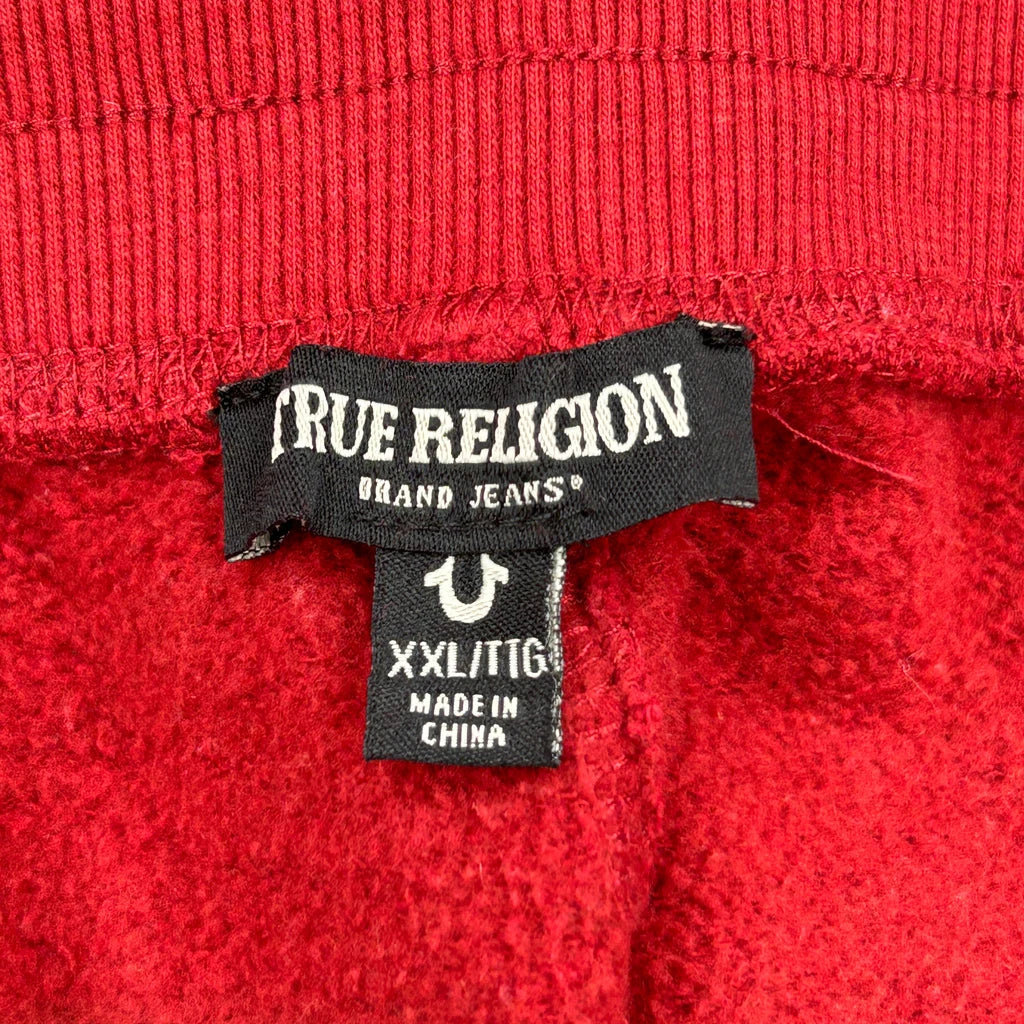 TRUE RELIGION
BRAND JEANS®
XXL/TTG
MADE IN
CHINA